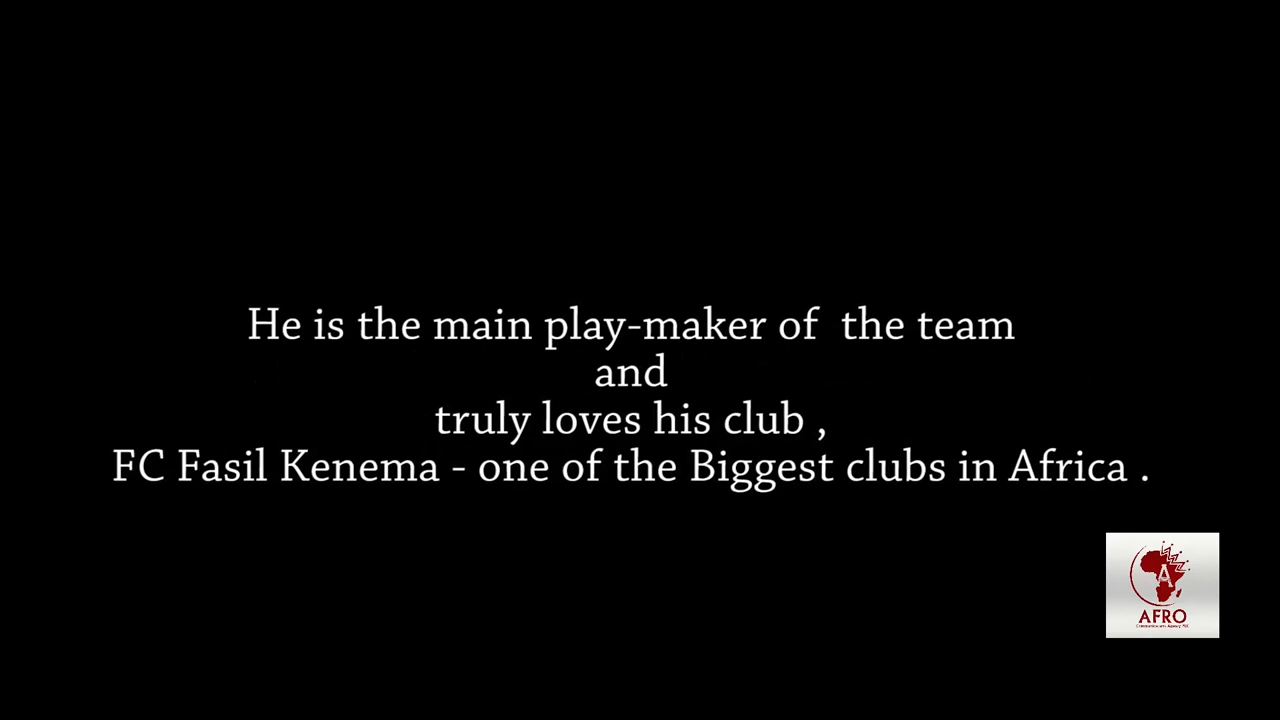 He is the main play-maker of  the team
and
truly loves his club ,
FC Fasil Kenema - one of the Biggest clubs in Africa .
A
AFRO